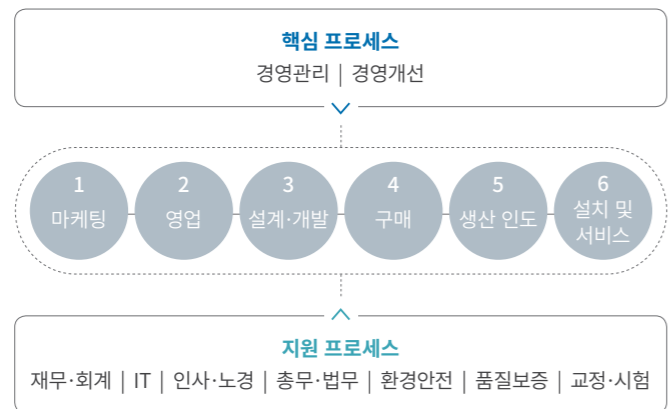 핵심 프로세스
경영관리 | 경영개선
1
마케팅
2
영업
3
설계·개발
4
구매
5
생산 인도
6
설치 및
서비스
지원 프로세스
재무·회계 | IT | 인사·노경 | 총무·법무 | 환경안전 | 품질보증 | 교정·시험